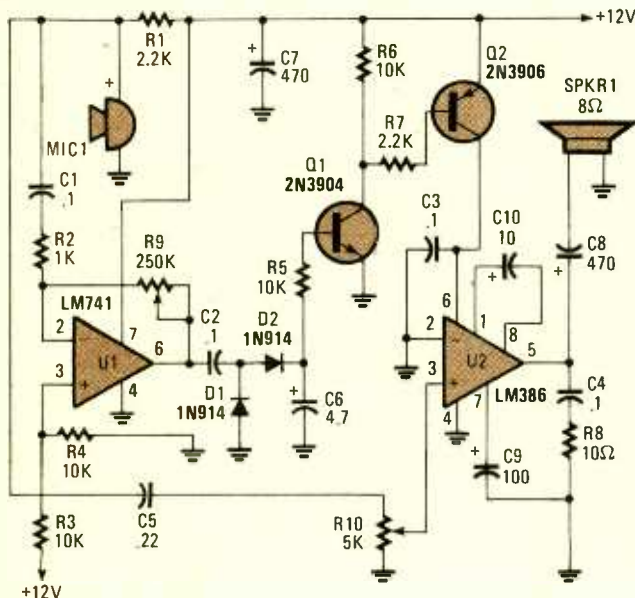 +12V
R1
2.2K
C7
470
R6
10K
Q2
2N3906
SPKR1
8Ω
+
MIC1
R7
2.2K
Q1
2N3904
C1
.1
R2
1K
R9
250K
C3
.1
C10
10
+
C8
470
+
LM741
R5
10K
C2
.1
D2
1N914
2
-
7
U1
6
3
+
4
D1
1N914
C6
4.7
+
6
1
8
2
-
U2
5
3
+
7
4
LM386
C4
.1
R4
10K
R8
10Ω
C9
100
+
R3
10K
C5
.22
R10
5K
+12V